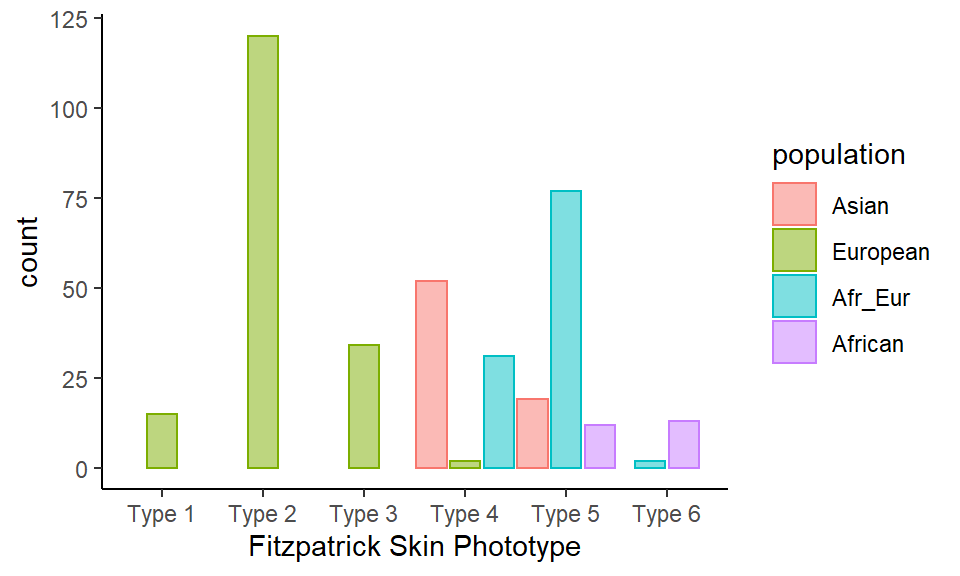 125
100
75
50
25
0
count
Type 1 Type 2 Type 3 Type 4 Type 5 Type 6
Fitzpatrick Skin Phototype
population
Asian
European
Afr_Eur
African